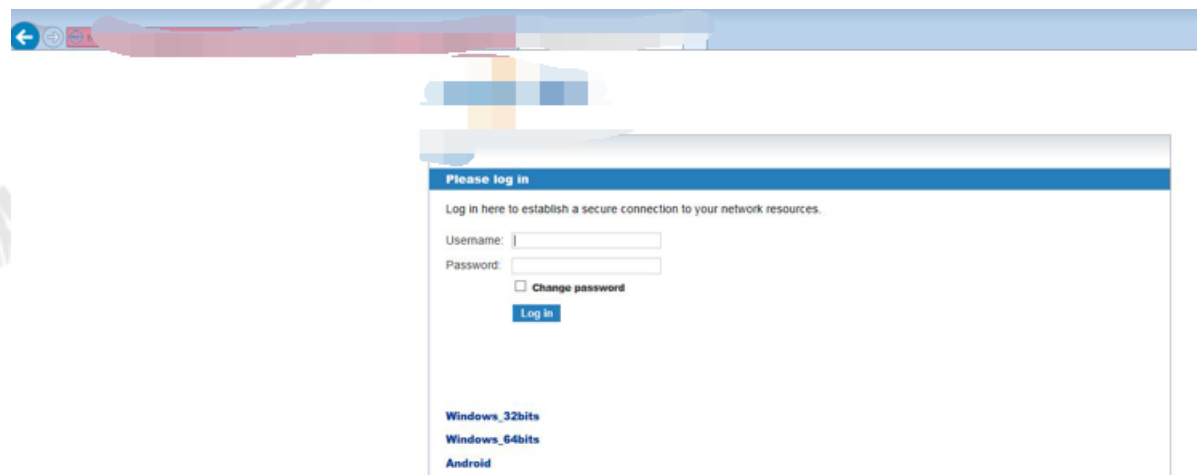 Please log in
Log in here to establish a secure connection to your network resources.
Username:
Password:
Change password
Log in
Windows_32bits
Windows_64bits
Android